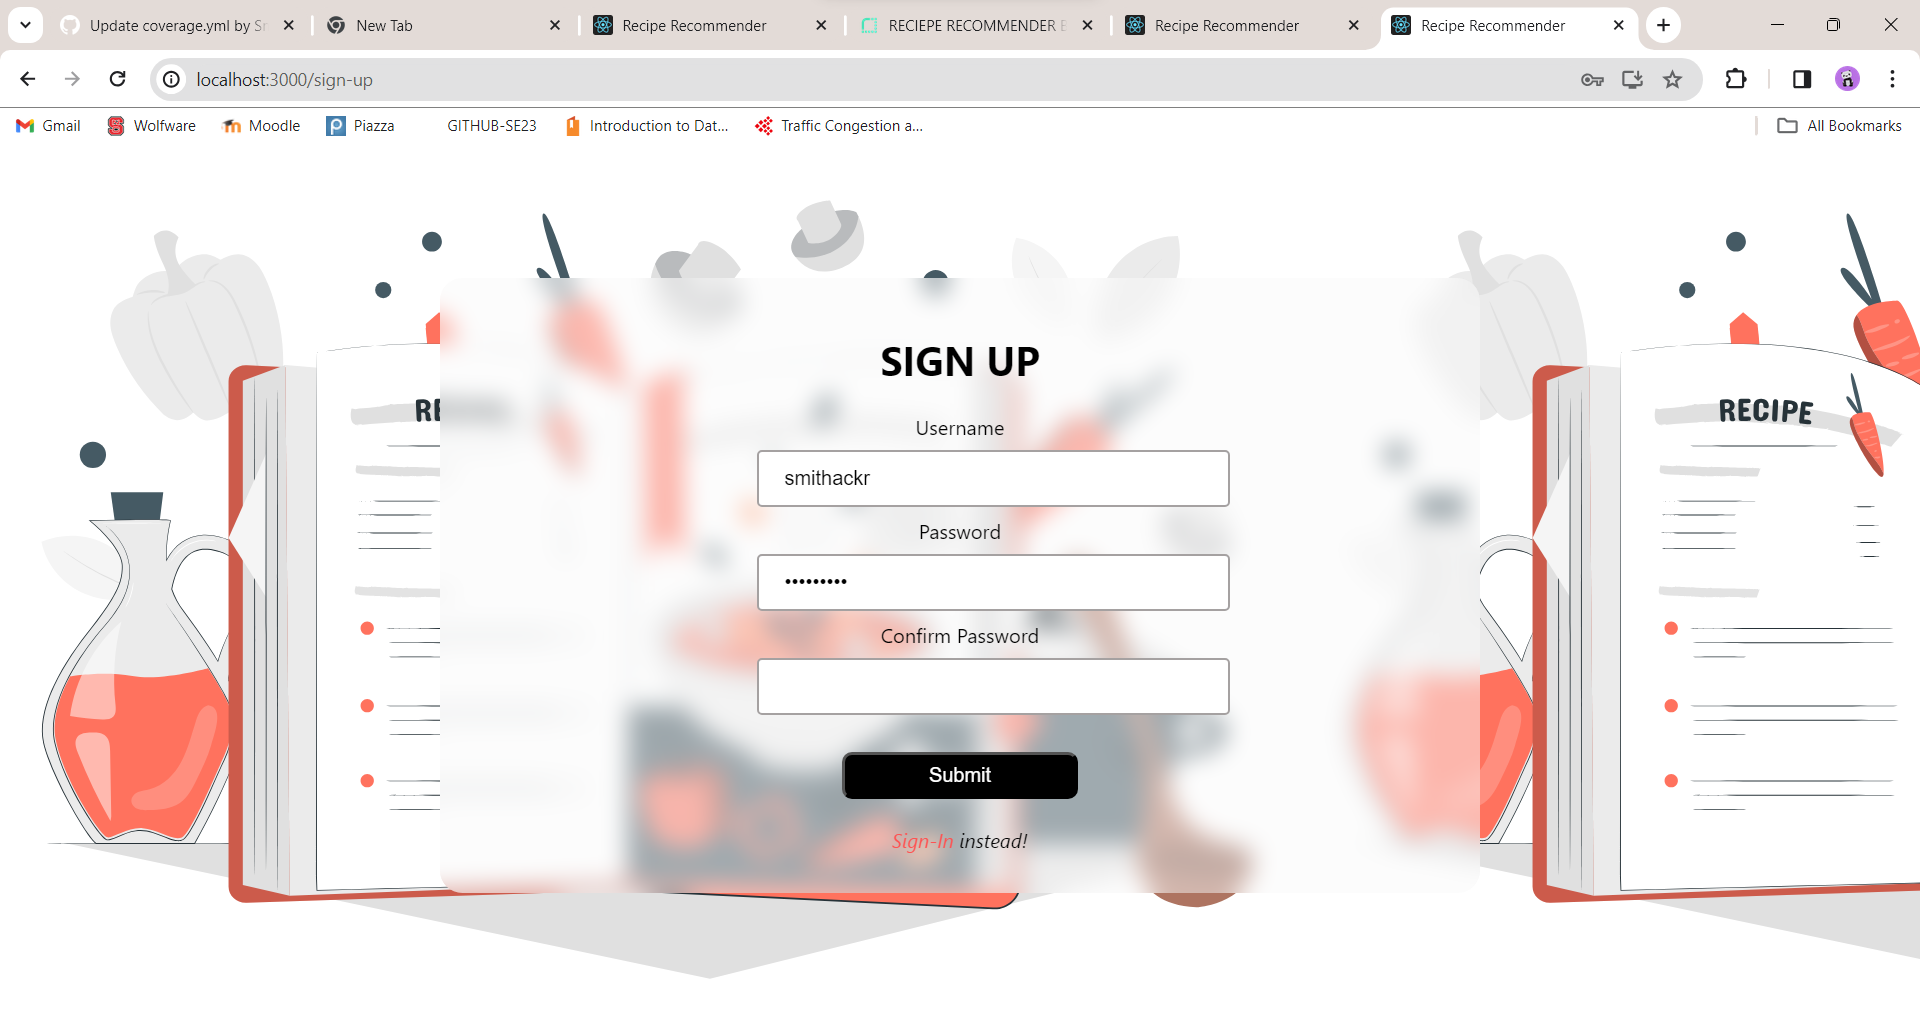 Update coverage.yml by Sr
New Tab
Recipe Recommender
RECIEPE RECOMMENDER E
Recipe Recommender
Recipe Recommender
localhost:3000/sign-up
Gmail
Wolfware
Moodle
Piazza
GITHUB-SE23
Introduction to Dat...
Traffic Congestion a...
All Bookmarks
RE
RECIPE
SIGN UP
Username
smithackr
Password
•••••••••
Confirm Password
Submit
Sign-In instead!